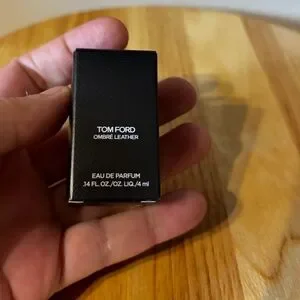 TOM FORD
OMBRÉ LEATHER
EAU DE PARFUM
.14 FL. OZ./OZ. LIQ./4 ml